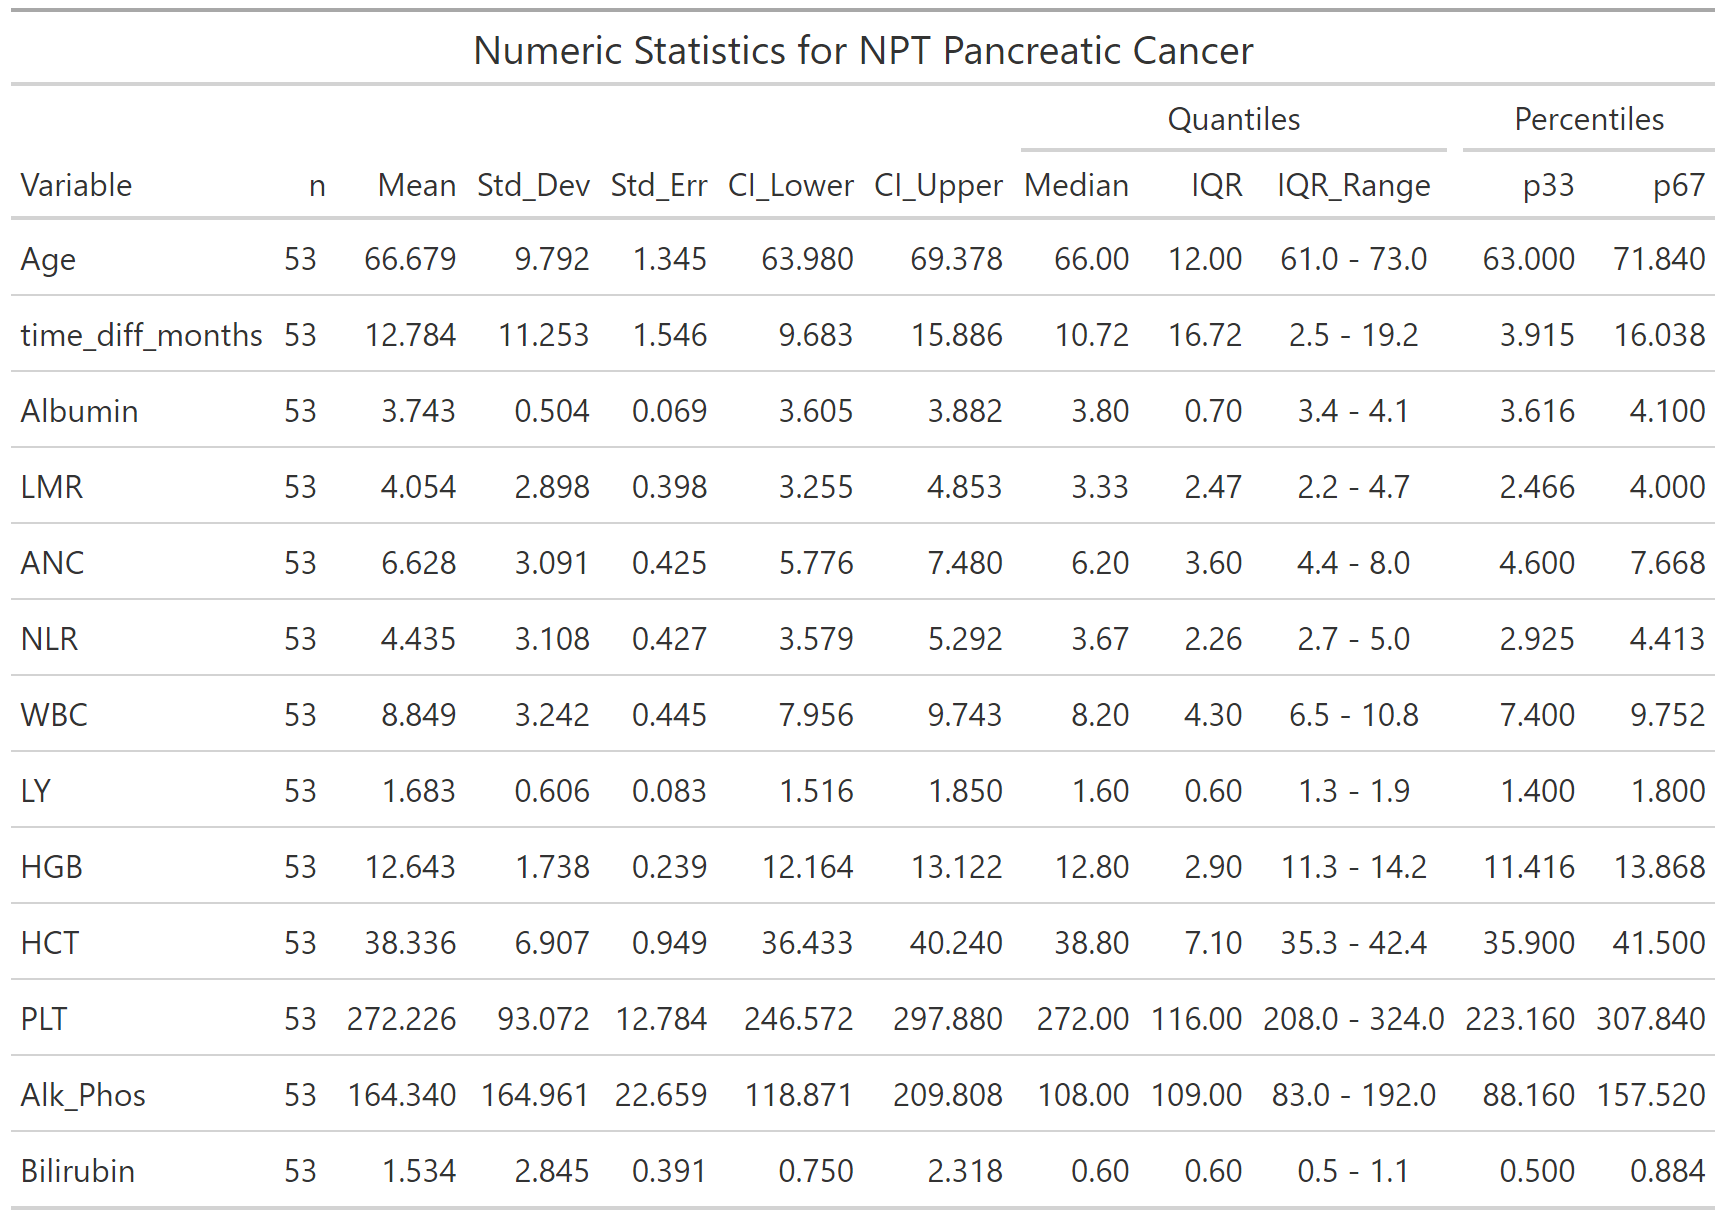 Numeric Statistics for NPT Pancreatic Cancer
Quantiles Percentiles
Variable n Mean Std_Dev Std_Err CI_Lower CI_Upper Median IQR IQR_Range p33 p67
Age 53 66.679 9.792 1.345 63.980 69.378 66.00 12.00 61.0 - 73.0 63.000 71.840
time_diff_months 53 12.784 11.253 1.546 9.683 15.886 10.72 16.72 2.5 - 19.2 3.915 16.038
Albumin 53 3.743 0.504 0.069 3.605 3.882 3.80 0.70 3.4 - 4.1 3.616 4.100
LMR 53 4.054 2.898 0.398 3.255 4.853 3.33 2.47 2.2 - 4.7 2.466 4.000
ANC 53 6.628 3.091 0.425 5.776 7.480 6.20 3.60 4.4 - 8.0 4.600 7.668
NLR 53 4.435 3.108 0.427 3.579 5.292 3.67 2.26 2.7 - 5.0 2.925 4.413
WBC 53 8.849 3.242 0.445 7.956 9.743 8.20 4.30 6.5 - 10.8 7.400 9.752
LY 53 1.683 0.606 0.083 1.516 1.850 1.60 0.60 1.3 - 1.9 1.400 1.800
HGB 53 12.643 1.738 0.239 12.164 13.122 12.80 2.90 11.3 - 14.2 11.416 13.868
HCT 53 38.336 6.907 0.949 36.433 40.240 38.80 7.10 35.3 - 42.4 35.900 41.500
PLT 53 272.226 93.072 12.784 246.572 297.880 272.00 116.00 208.0 - 324.0 223.160 307.840
Alk_Phos 53 164.340 164.961 22.659 118.871 209.808 108.00 109.00 83.0 - 192.0 88.160 157.520
Bilirubin 53 1.534 2.845 0.391 0.750 2.318 0.60 0.60 0.5 - 1.1 0.500 0.884